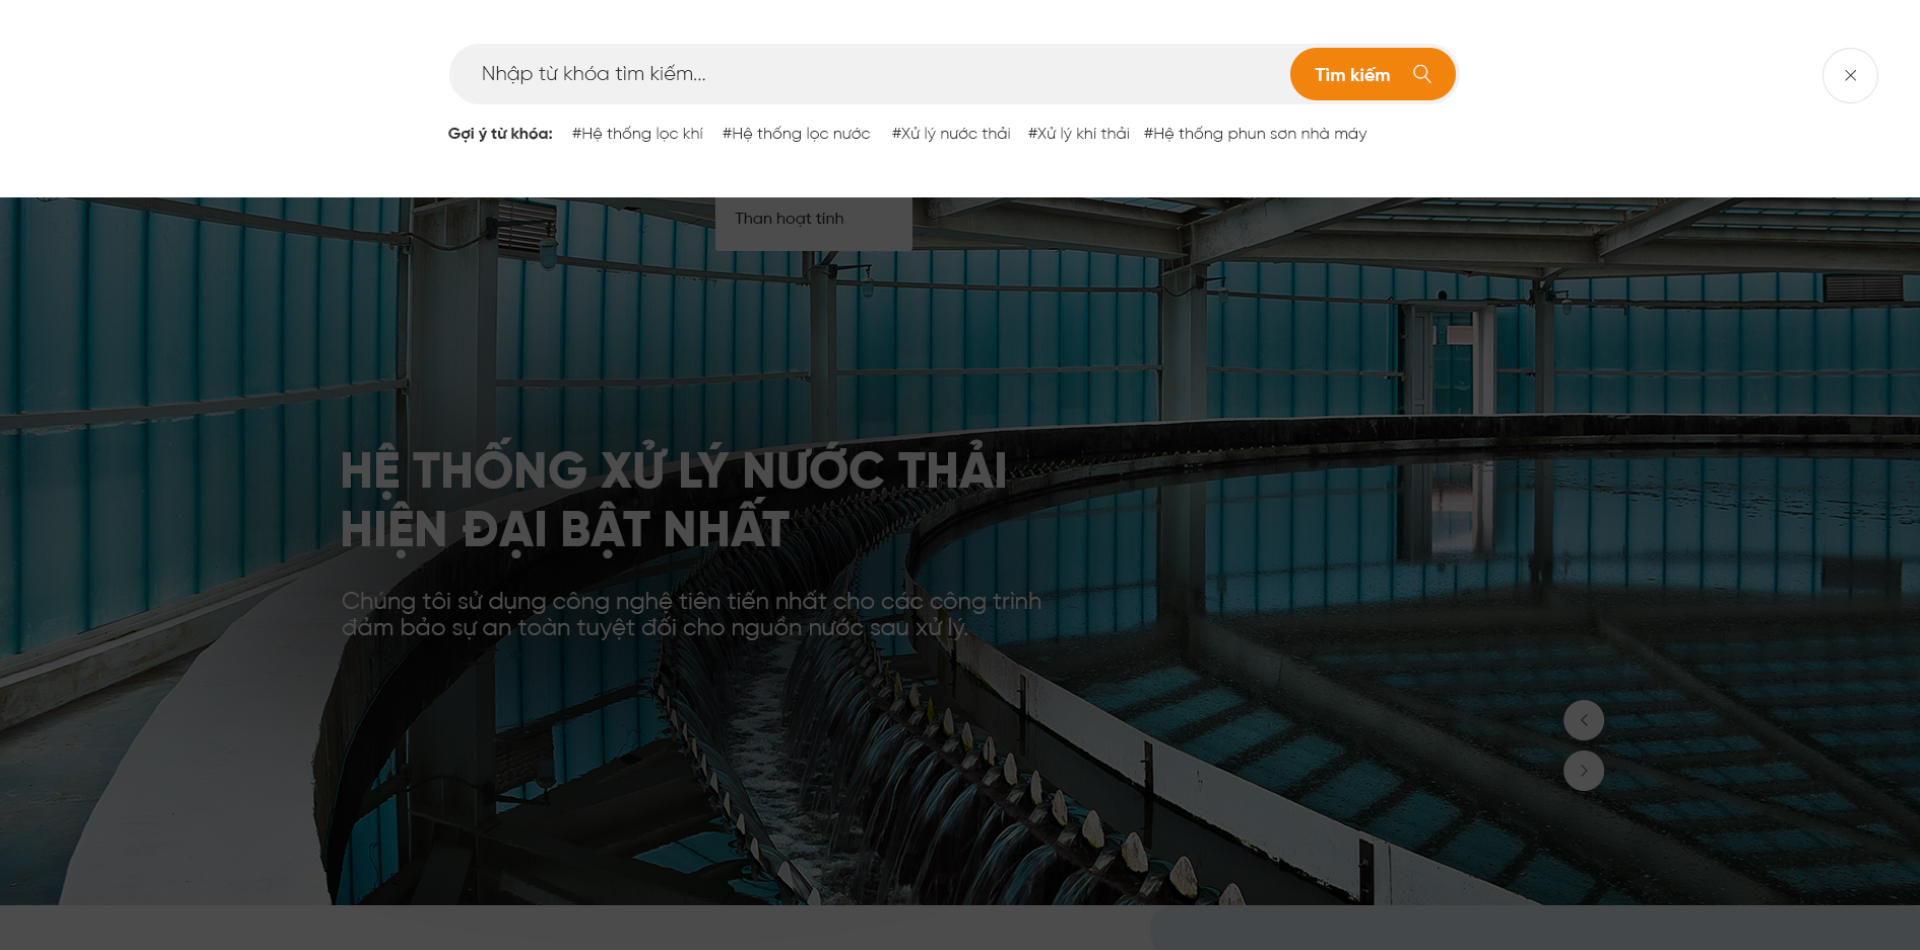 Nhập từ khóa tìm kiếm...
Tìm kiếm
Gợi ý từ khóa: #Hệ thống lọc khí #Hệ thống lọc nước #Xử lý nước thải #Xử lý khí thải #Hệ thống phun sơn nhà máy
Than hoạt tính
HỆ THỐNG XỬ LÝ NƯỚC THẢI
HIỆN ĐẠI BẬT NHẤT
Chúng tôi sử dụng công nghệ tiên tiến nhất cho các công trình
đảm bảo sự an toàn tuyệt đối cho nguồn nước sau xử lý.